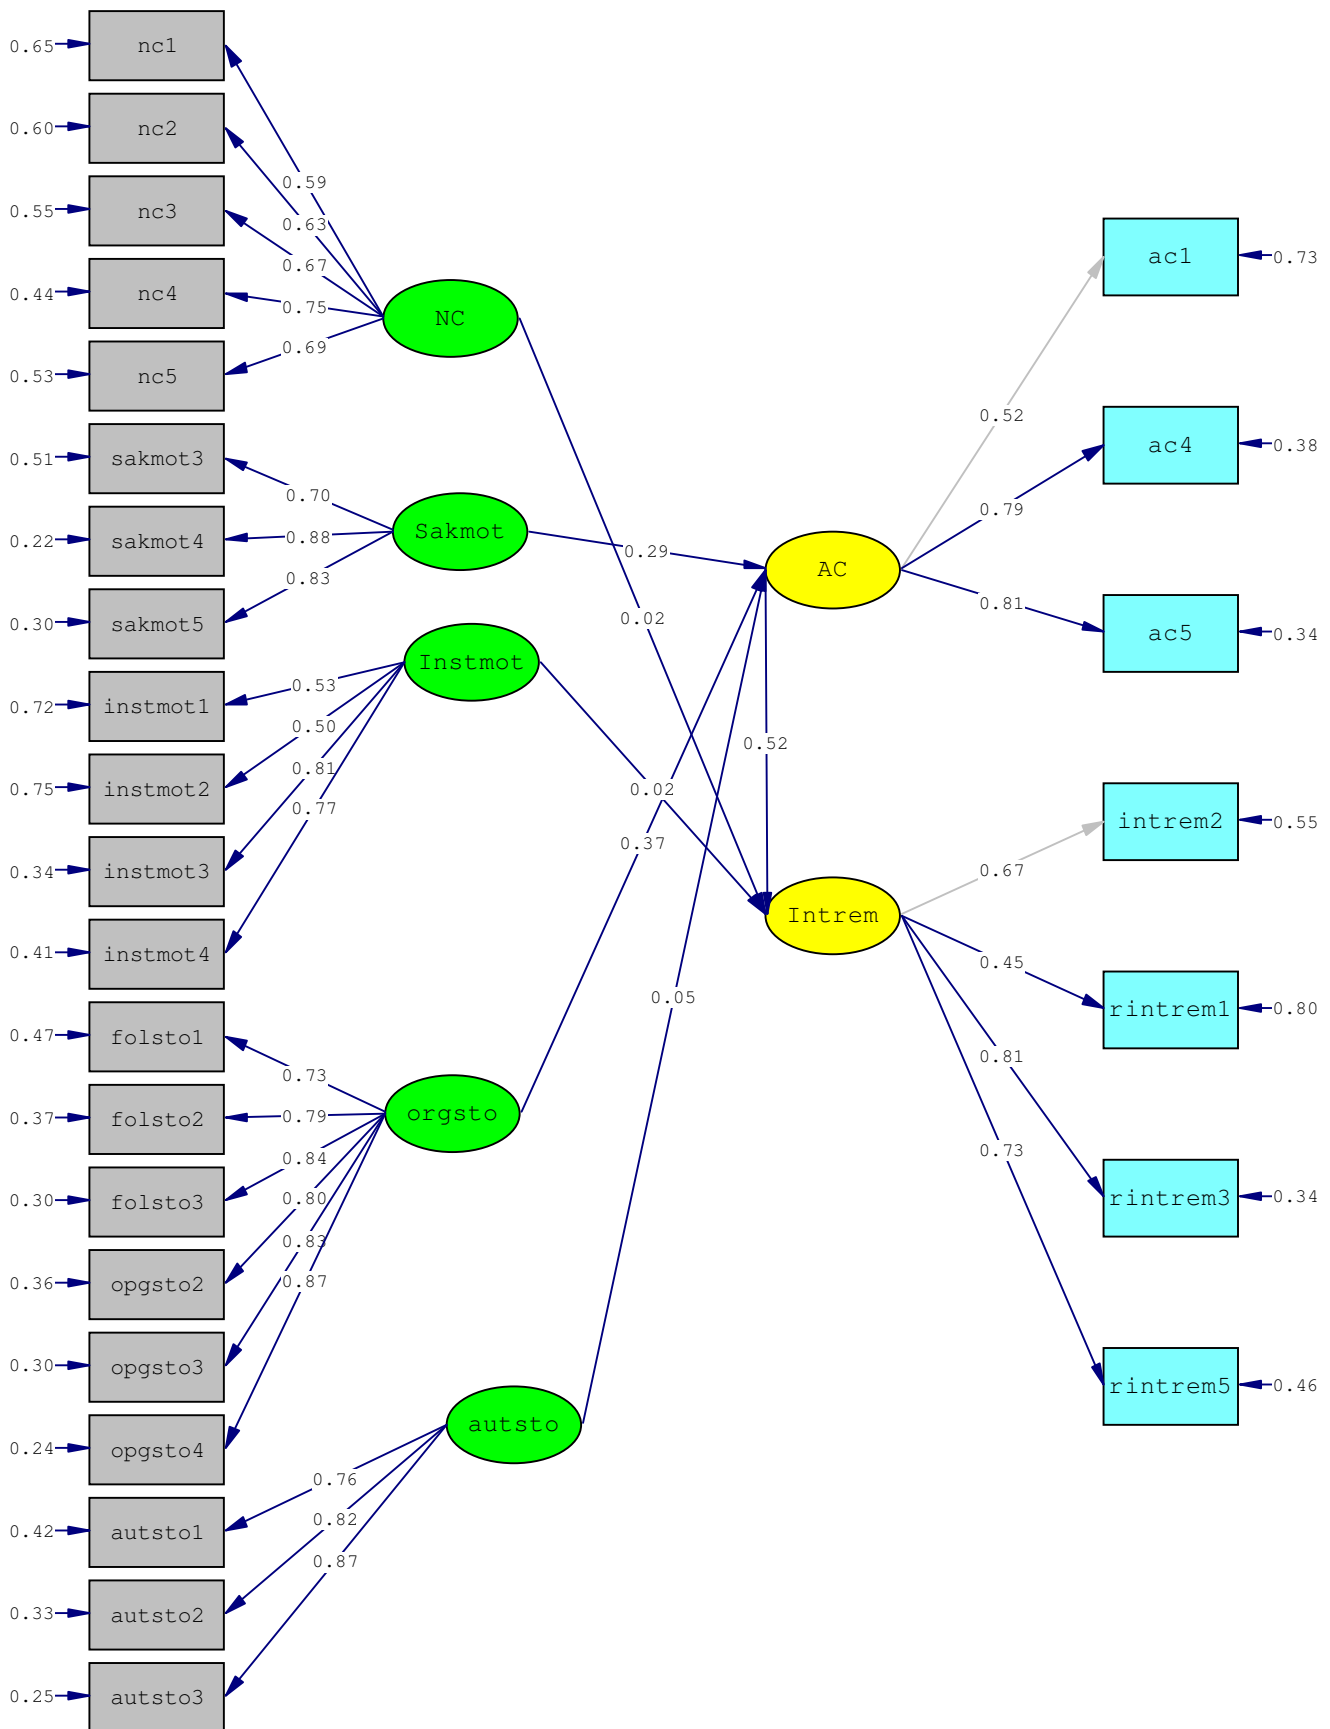 0.65 nc1
0.60 nc2
0.55 nc3
0.44 nc4
0.53 nc5
0.51 sakmot3
0.22 sakmot4
0.30 sakmot5
0.72 instmot1
0.75 instmot2
0.34 instmot3
0.41 instmot4
0.47 folsto1
0.37 folsto2
0.30 folsto3
0.36 opgsto2
0.30 opgsto3
0.24 opgsto4
0.42 autsto1
0.33 autsto2
0.25 autsto3
0.59
0.63
0.67
0.75
0.69
0.70
0.88
0.83
0.53
0.50
0.81
0.77
0.73
0.79
0.84
0.80
0.83
0.87
0.76
0.82
0.87
NC
Sakmot
Instmot
orgsto
autsto
0.29
0.02
0.02
0.37
0.05
0.52
AC
Intrem
0.52
0.79
0.81
0.67
0.45
0.81
0.73
ac1 0.73
ac4 0.38
ac5 0.34
intrem2 0.55
rintrem1 0.80
rintrem3 0.34
rintrem5 0.46